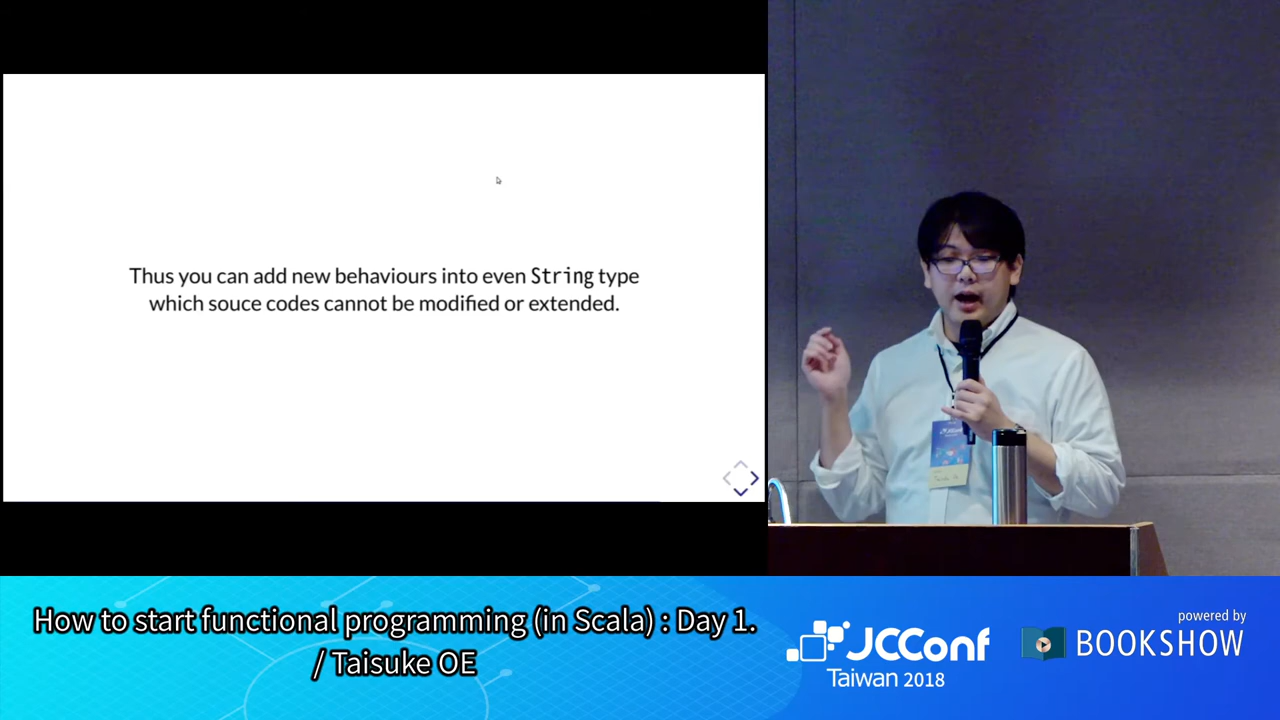 Thus you can add new behaviours into even String type
which souce codes cannot be modified or extended.
How to start functional programming (in Scala) : Day 1.
/ Taisuke OE
JCConf
Taiwan 2018
powered by
BOOKSHOW